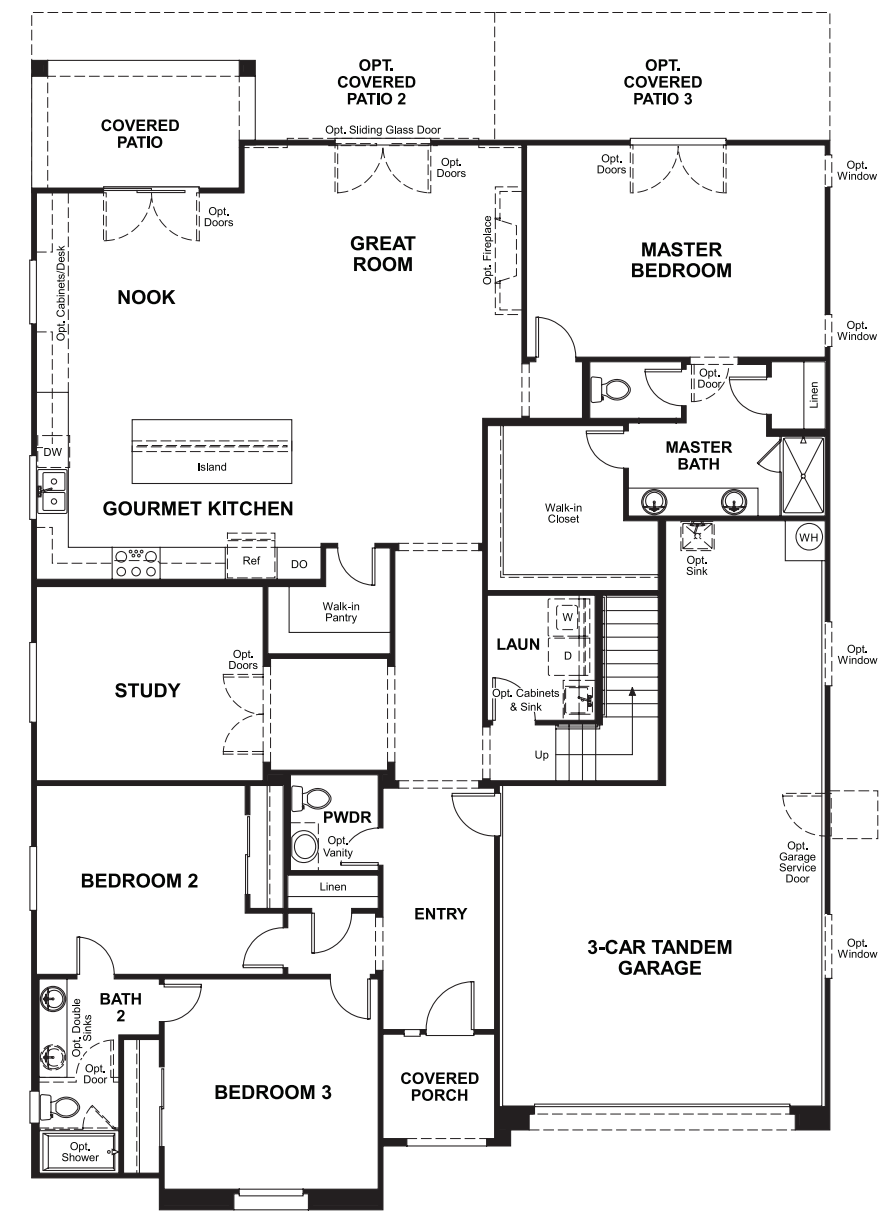 OPT.
COVERED
PATIO 2
OPT.
COVERED
PATIO 3
COVERED
PATIO
Opt. Sliding Glass Door
Opt.
Doors
Opt.
Doors
Opt.
Window
Opt.
Doors
Opt. Cabinets/Desk
NOOK
GREAT
ROOM
Opt. Fireplace
MASTER
BEDROOM
Opt.
Window
Opt.
Door
Linen
DW
Island
GOURMET KITCHEN
MASTER
BATH
Walk-in
Closet
Ref
DO
Opt.
Sink
WH
Walk-in
Pantry
LAUN
W
D
Opt. Cabinets
& Sink
Opt.
Doors
STUDY
Opt.
Window
Up
PWDR
Opt.
Vanity
BEDROOM 2
Linen
ENTRY
Opt.
Garage
Service
Door
3-CAR TANDEM
GARAGE
Opt.
Window
BATH
2
Opt. Double
Sinks
Opt.
Door
BEDROOM 3
COVERED
PORCH
Opt.
Shower